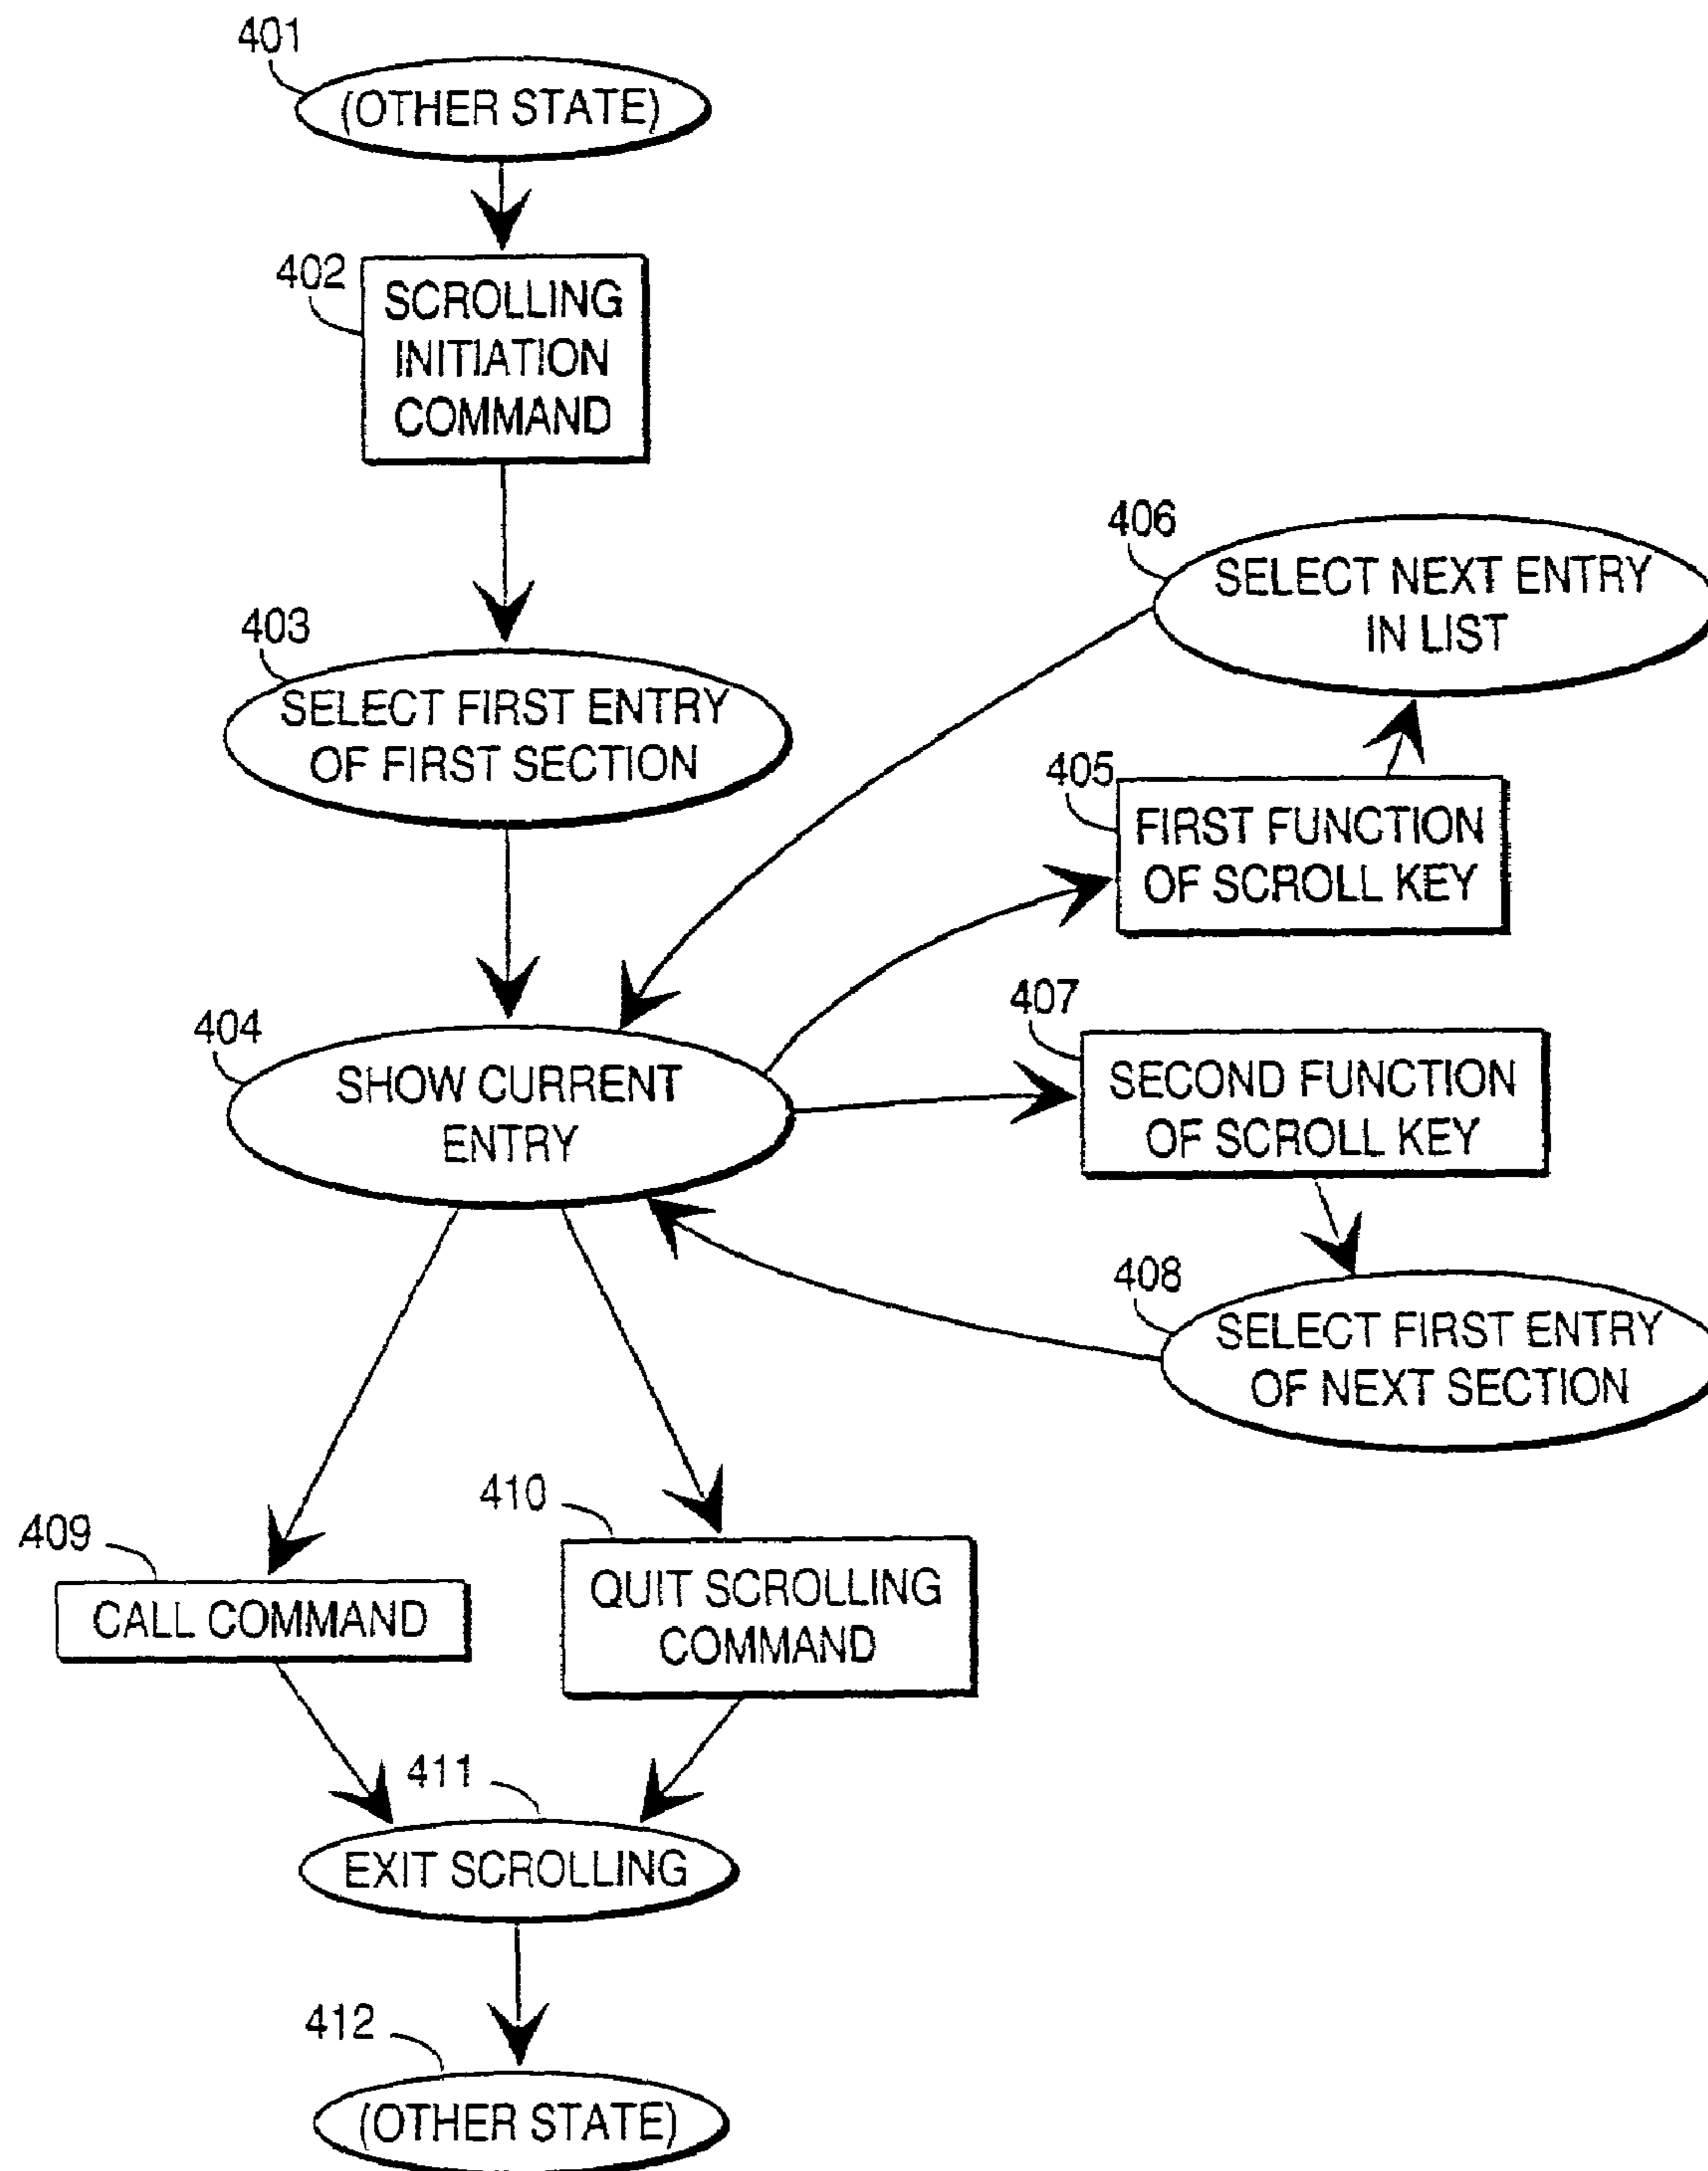 401
(OTHER STATE)
402
SCROLLING
INITIATION
COMMAND
403
SELECT FIRST ENTRY
OF FIRST SECTION
404
SHOW CURRENT
ENTRY
405
FIRST FUNCTION
OF SCROLL KEY
406
SELECT NEXT ENTRY
IN LIST
407
SECOND FUNCTION
OF SCROLL KEY
408
SELECT FIRST ENTRY
OF NEXT SECTION
409
CALL COMMAND
410
QUIT SCROLLING
COMMAND
411
EXIT SCROLLING
412
(OTHER STATE)